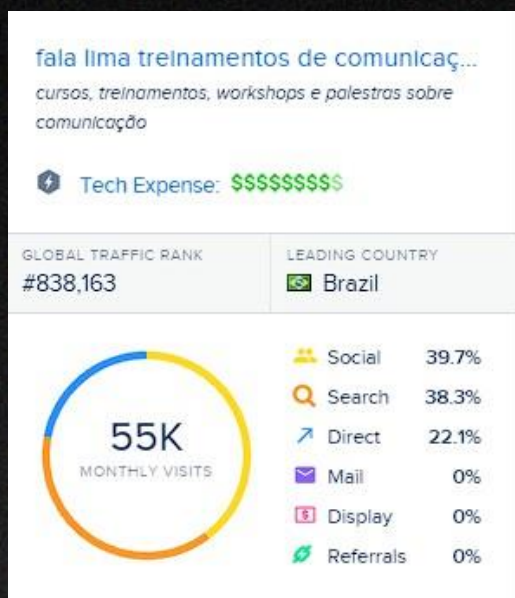 fala lima treinamentos de comunicaç...
cursos, treinamentos, workshops e palestras sobre
comunicação
Tech Expense: $$$$$$$$$
GLOBAL TRAFFIC RANK
#838,163
LEADING COUNTRY
Brazil
55K
MONTHLY VISITS
Social 39.7%
Search 38.3%
Direct 22.1%
Mail 0%
Display 0%
Referrals 0%